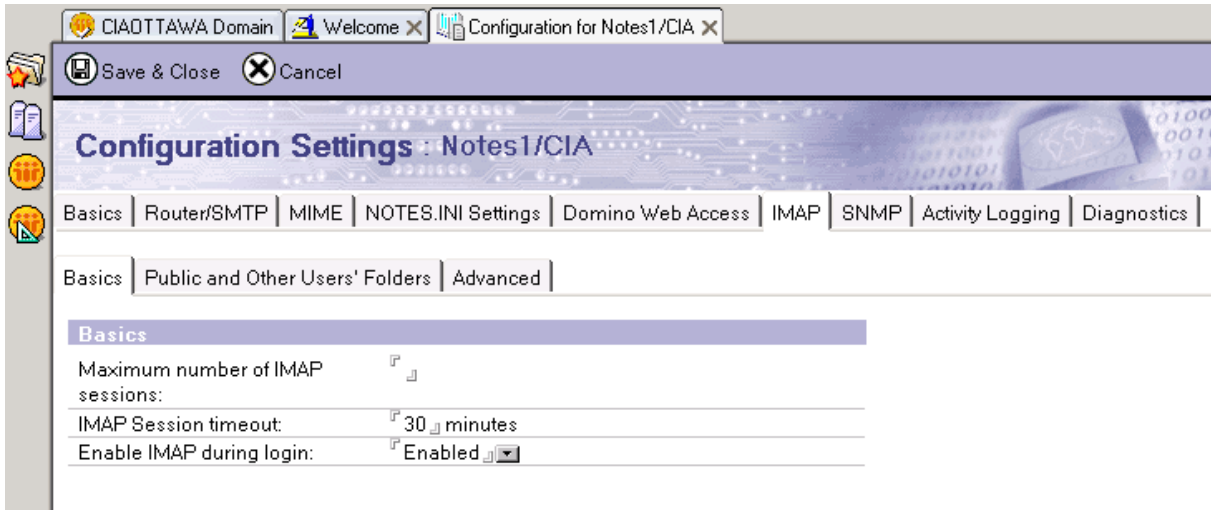 CIAOTTAWA Domain Welcome Configuration for Notes1/CIA
Save & Close Cancel
Configuration Settings : Notes1/CIA
Basics Router/SMTP MIME NOTES.INI Settings Domino Web Access IMAP SNMP Activity Logging Diagnostics
Basics Public and Other Users' Folders Advanced
Basics
Maximum number of IMAP
sessions:
IMAP Session timeout: 30 minutes
Enable IMAP during login: Enabled